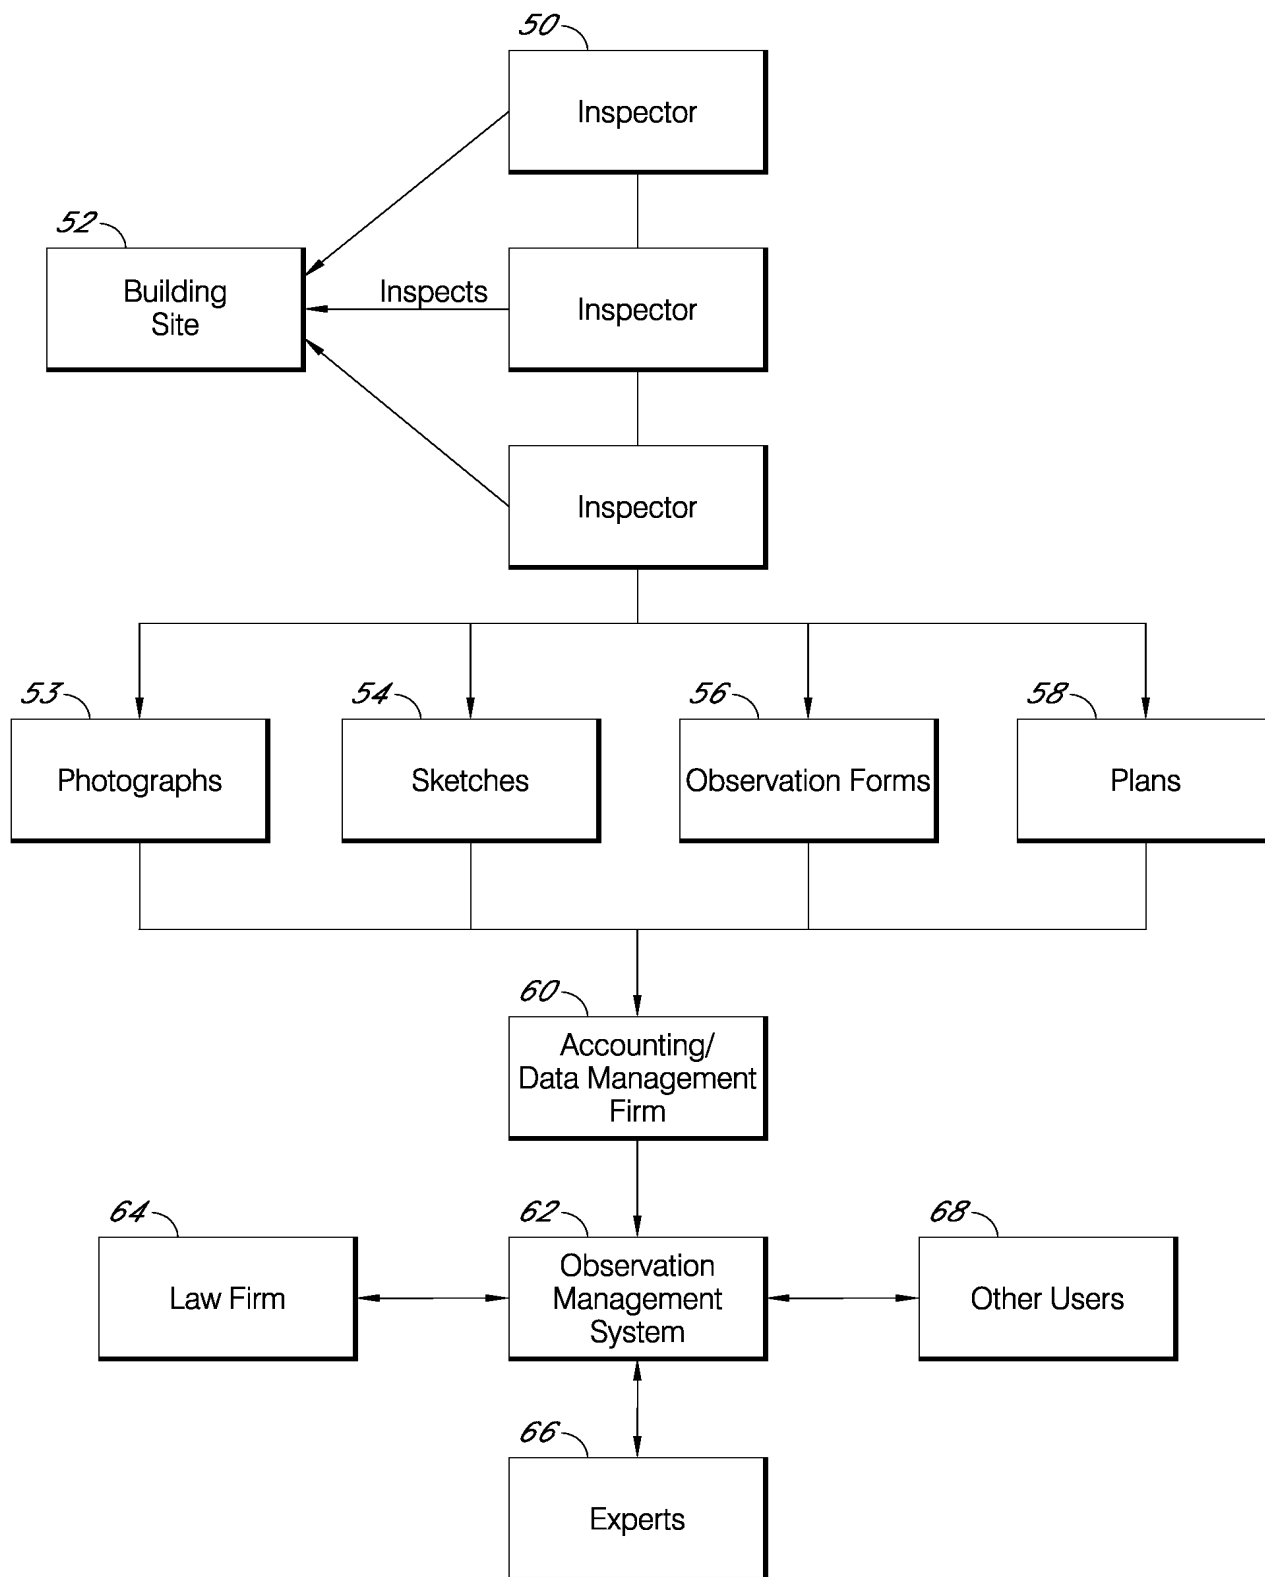 50
Inspector
52
Building
Site
Inspects
Inspector
Inspector
53
Photographs
54
Sketches
56
Observation Forms
58
Plans
60
Accounting/
Data Management
Firm
64
Law Firm
62
Observation
Management
System
68
Other Users
66
Experts